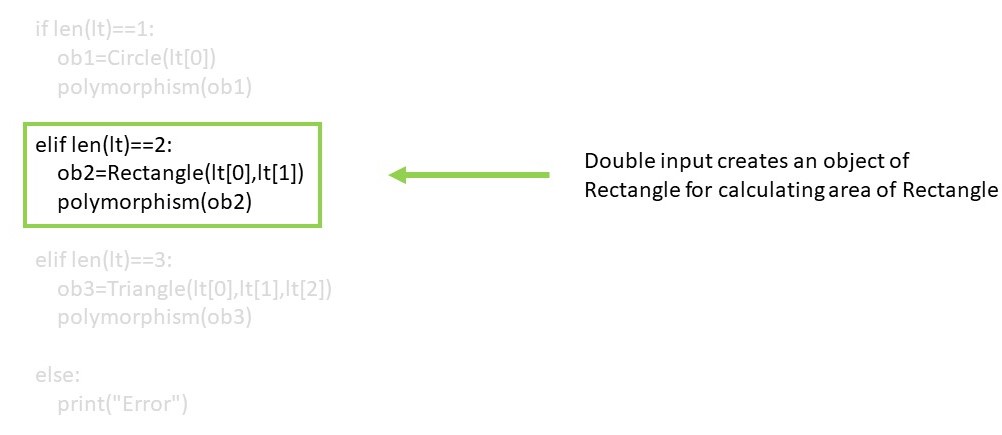 if len(lt)==1:
ob1=Circle(lt[0])
polymorphism(ob1)
elif len(lt)==2:
ob2=Rectangle(lt[0],lt[1])
polymorphism(ob2)
Double input creates an object of
Rectangle for calculating area of Rectangle
elif len(lt)==3:
ob3=Triangle(lt[0],lt[1],lt[2])
polymorphism(ob3)
else:
print("Error")